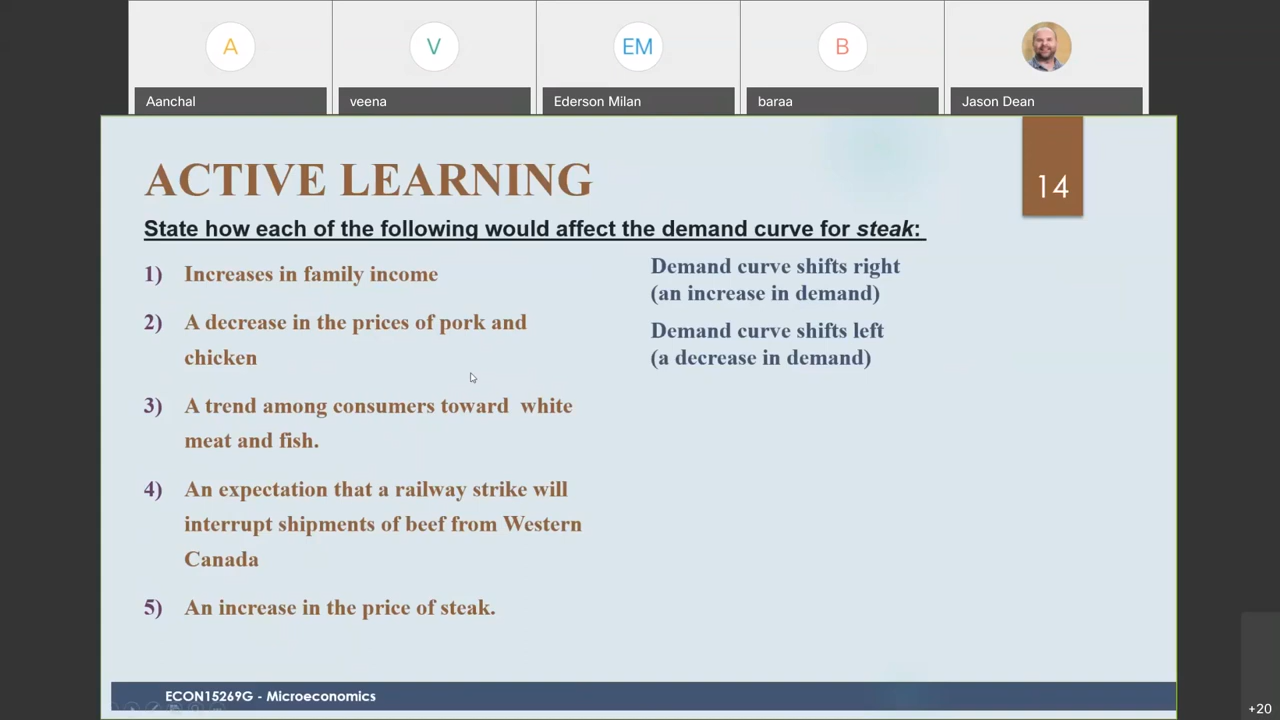 A
V
EM
B
Aanchal
veena
Ederson Milan
baraa
Jason Dean
ACTIVE LEARNING
14
State how each of the following would affect the demand curve for steak:
1) Increases in family income
Demand curve shifts right
(an increase in demand)
2) A decrease in the prices of pork and
chicken
Demand curve shifts left
(a decrease in demand)
3) A trend among consumers toward white
meat and fish.
4) An expectation that a railway strike will
interrupt shipments of beef from Western
Canada
5) An increase in the price of steak.
ECON15269G - Microeconomics
+20